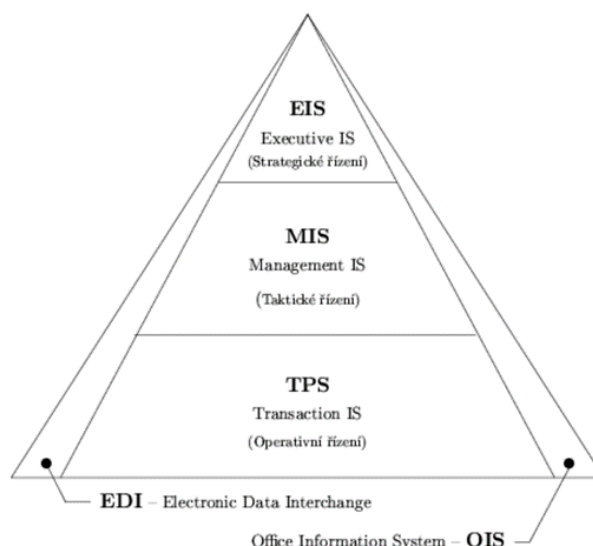 EIS
Executive IS
(Strategické řízení)
MIS
Management IS
(Taktické řízení)
TPS
Transaction IS
(Operativní řízení)
EDI – Electronic Data Interchange
Office Information System – OIS